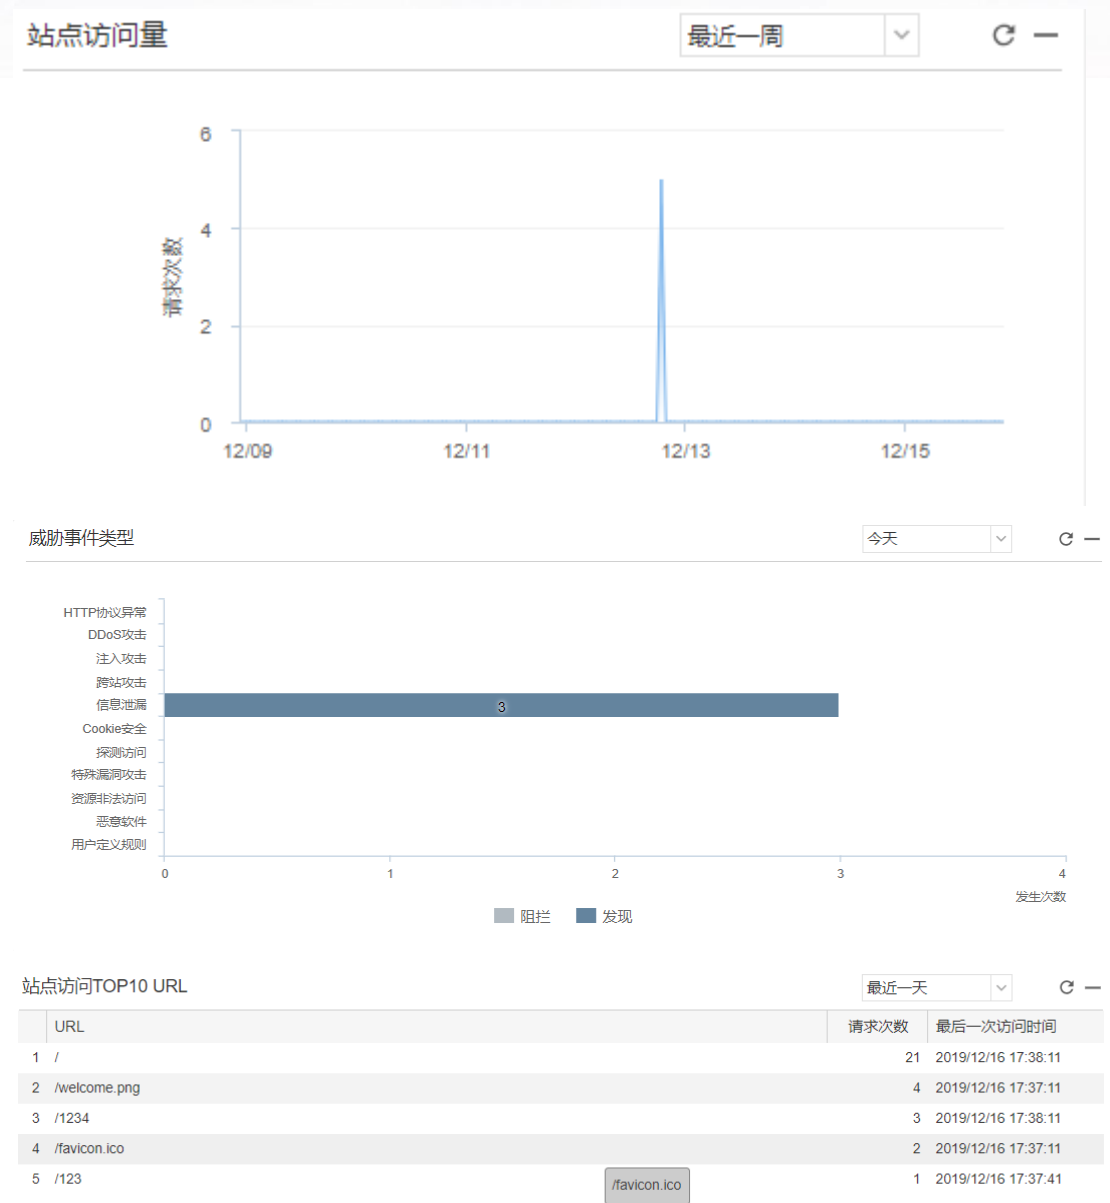 站点访问量 最近一周
6
4
2
0
请求次数
12/09 12/11 12/13 12/15
威胁事件类型 今天
HTTP协议异常
DDoS攻击
注入攻击
跨站攻击
信息泄漏 3
Cookie安全
探测访问
特殊漏洞攻击
资源非法访问
恶意软件
用户定义规则
0 1 2 3 4
发生次数
阻拦 发现
站点访问TOP10 URL 最近一天
URL 请求次数 最后一次访问时间
1 / 21 2019/12/16 17:38:11
2 /welcome.png 4 2019/12/16 17:37:11
3 /1234 3 2019/12/16 17:38:11
4 /favicon.ico 2 2019/12/16 17:37:11
5 /123 1 2019/12/16 17:37:41
/favicon.ico